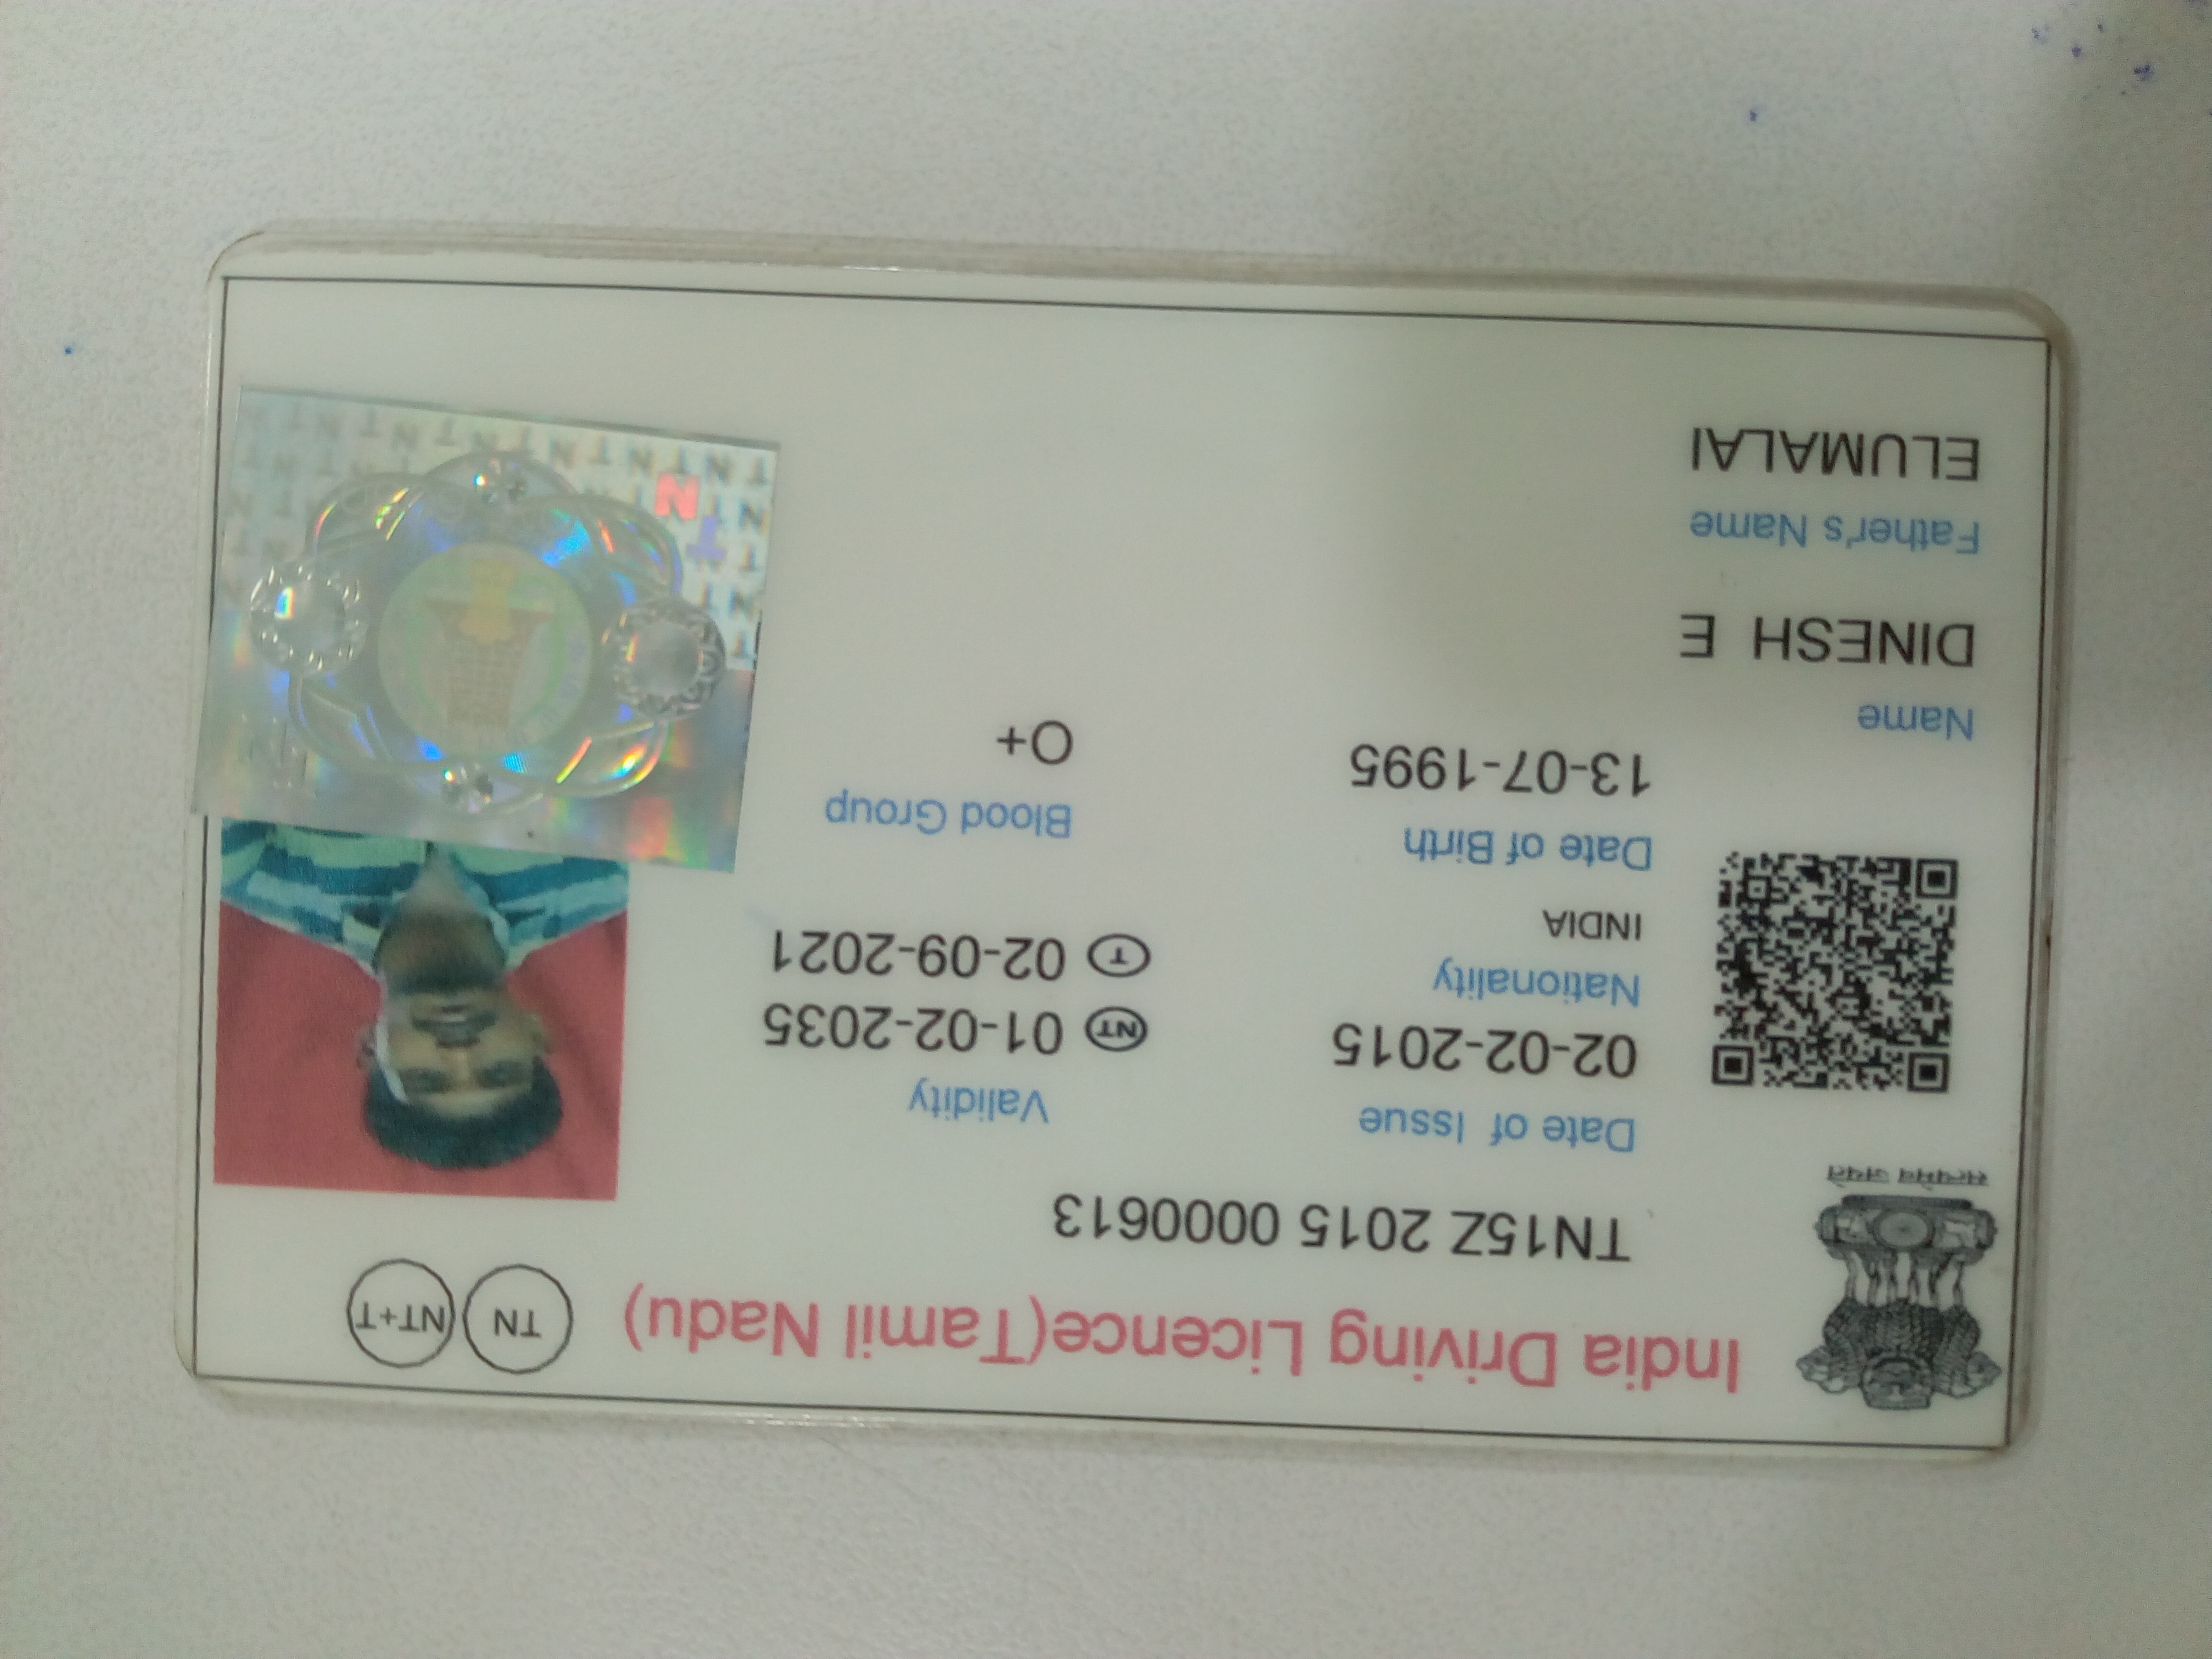 India Driving Licence(Tamil Nadu)
TN
NT+T
TN15Z 2015 0000613
सत्यमेव जयते
Date of Issue
02-02-2015
Validity
NT 01-02-2035
T 02-09-2021
Nationality
INDIA
Date of Birth
13-07-1995
Blood Group
O+
Name
DINESH E
Father's Name
ELUMALAI